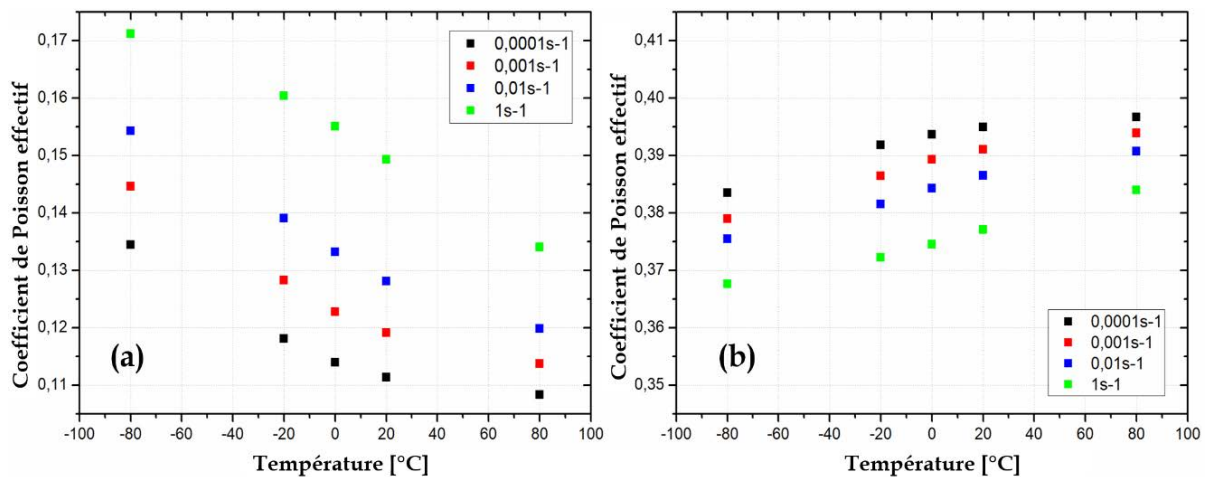 0,17
0,16
0,15
0,14
0,13
0,12
0,11
Coefficient de Poisson effectif
0,0001s-1
0,001s-1
0,01s-1
1s-1
(a)
-100 -80 -60 -40 -20 0 20 40 60 80 100
Température [°C]
0,41
0,40
0,39
0,38
0,37
0,36
0,35
Coefficient de Poisson effectif
(b)
0,0001s-1
0,001s-1
0,01s-1
1s-1
-100 -80 -60 -40 -20 0 20 40 60 80 100
Température [°C]